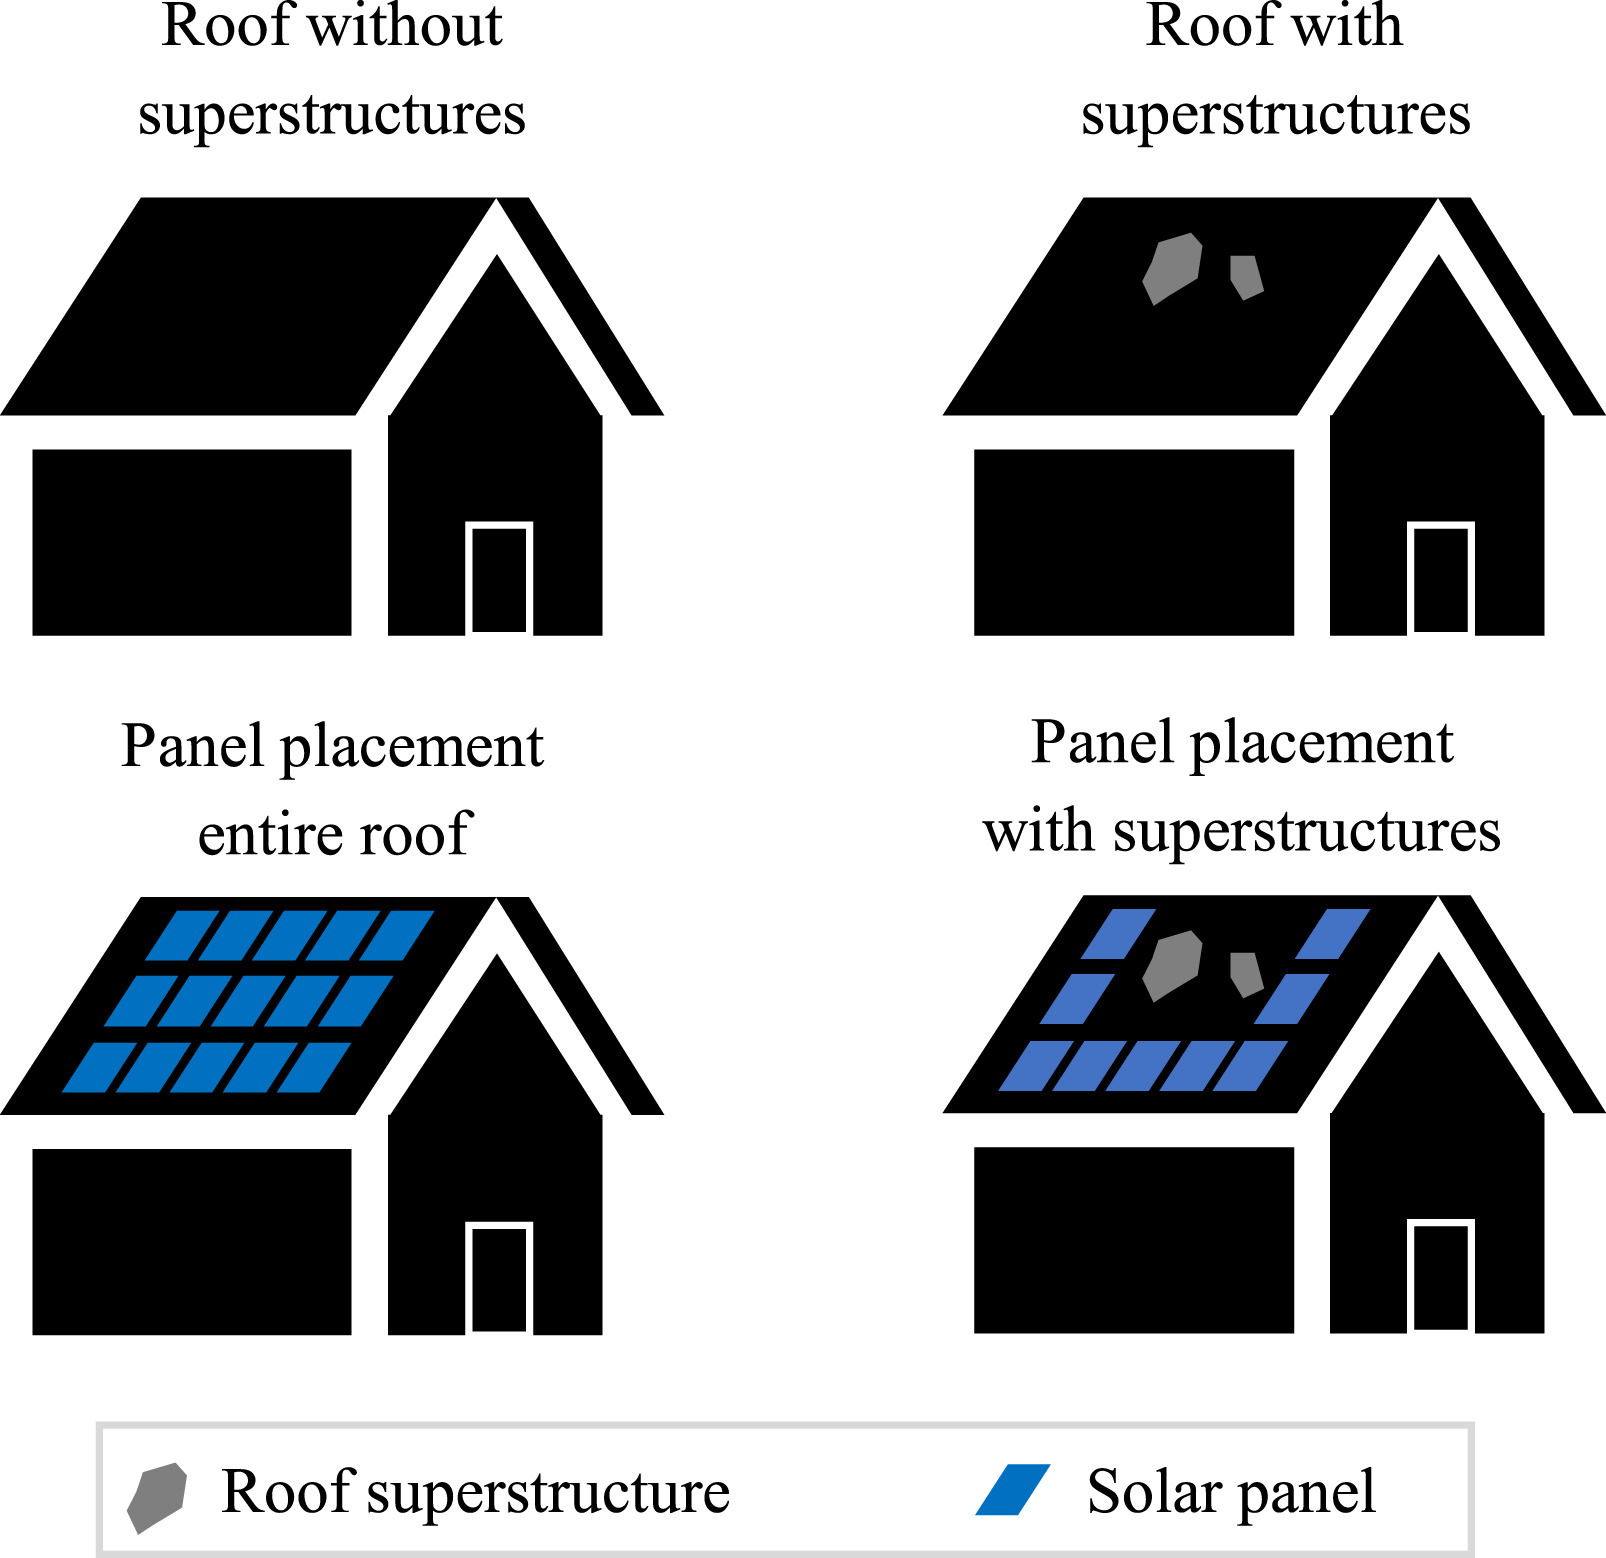 Roof without
superstructures
Roof with
superstructures
Panel placement
entire roof
Panel placement
with superstructures
Roof superstructure
Solar panel